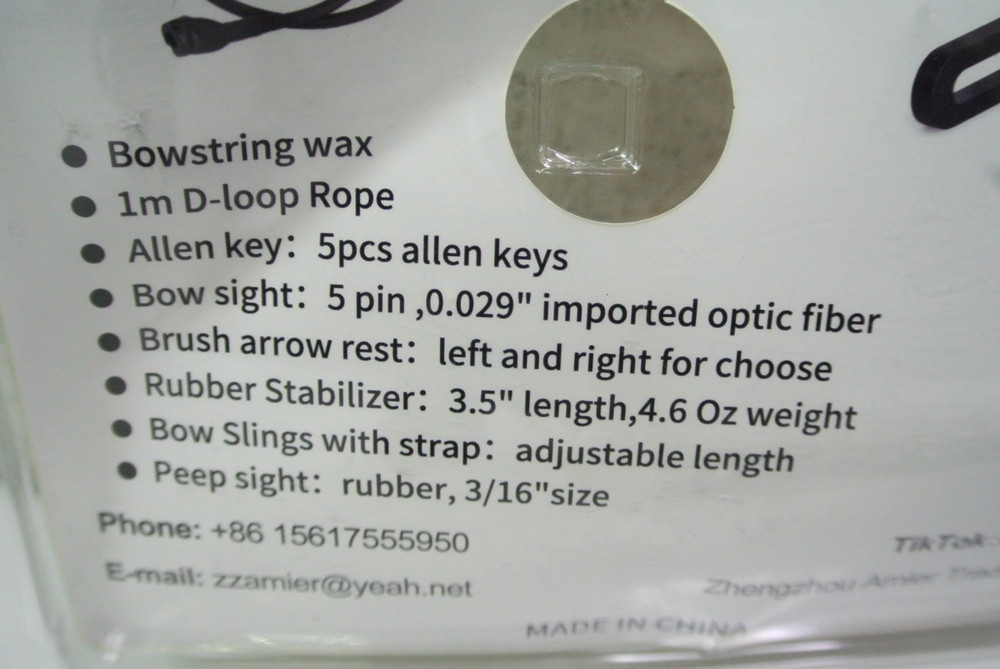 Bowstring wax
1m D-loop Rope
Allen key: 5pcs allen keys
Bow sight: 5 pin ,0.029" imported optic fiber
Brush arrow rest: left and right for choose
Rubber Stabilizer: 3.5" length,4.6 Oz weight
Bow Slings with strap: adjustable length
Peep sight: rubber, 3/16"size
Phone: +86 15617555950
TikTok
E-mail: zzamier@yeah.net
Zhengzhou Amier
MADE IN CHINA